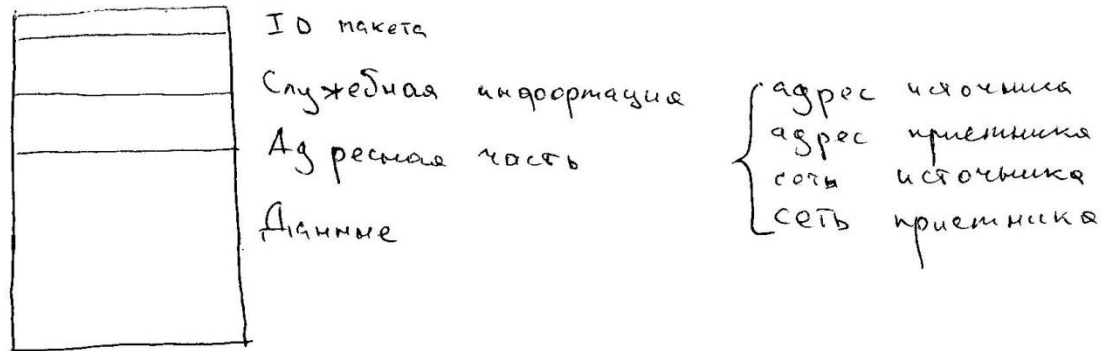 ID пакета
Служебная информация
Адресная часть
Данные
адрес источника
адрес приемника
сеть источника
сеть приемника